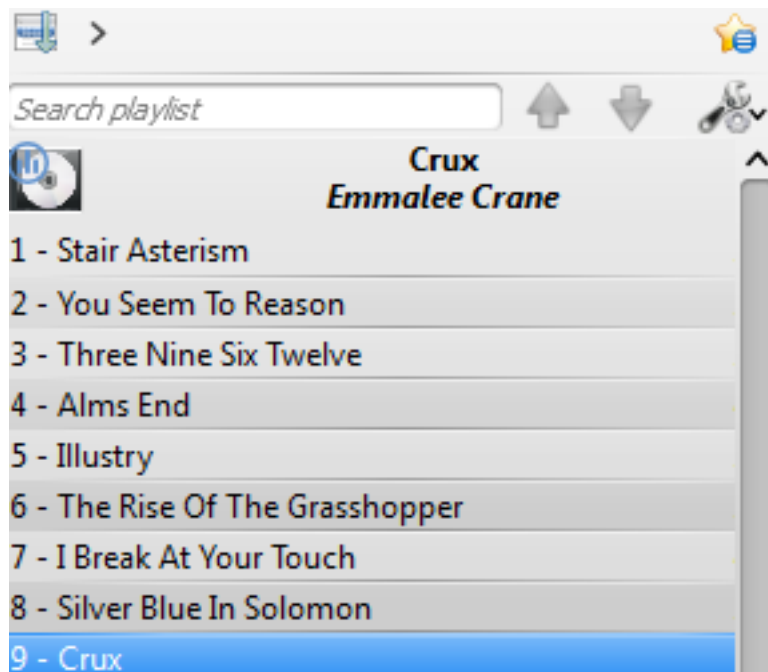 Search playlist
Crux
Emmalee Crane
1 - Stair Asterism
2 - You Seem To Reason
3 - Three Nine Six Twelve
4 - Alms End
5 - Illustry
6 - The Rise Of The Grasshopper
7 - I Break At Your Touch
8 - Silver Blue In Solomon
9 - Crux